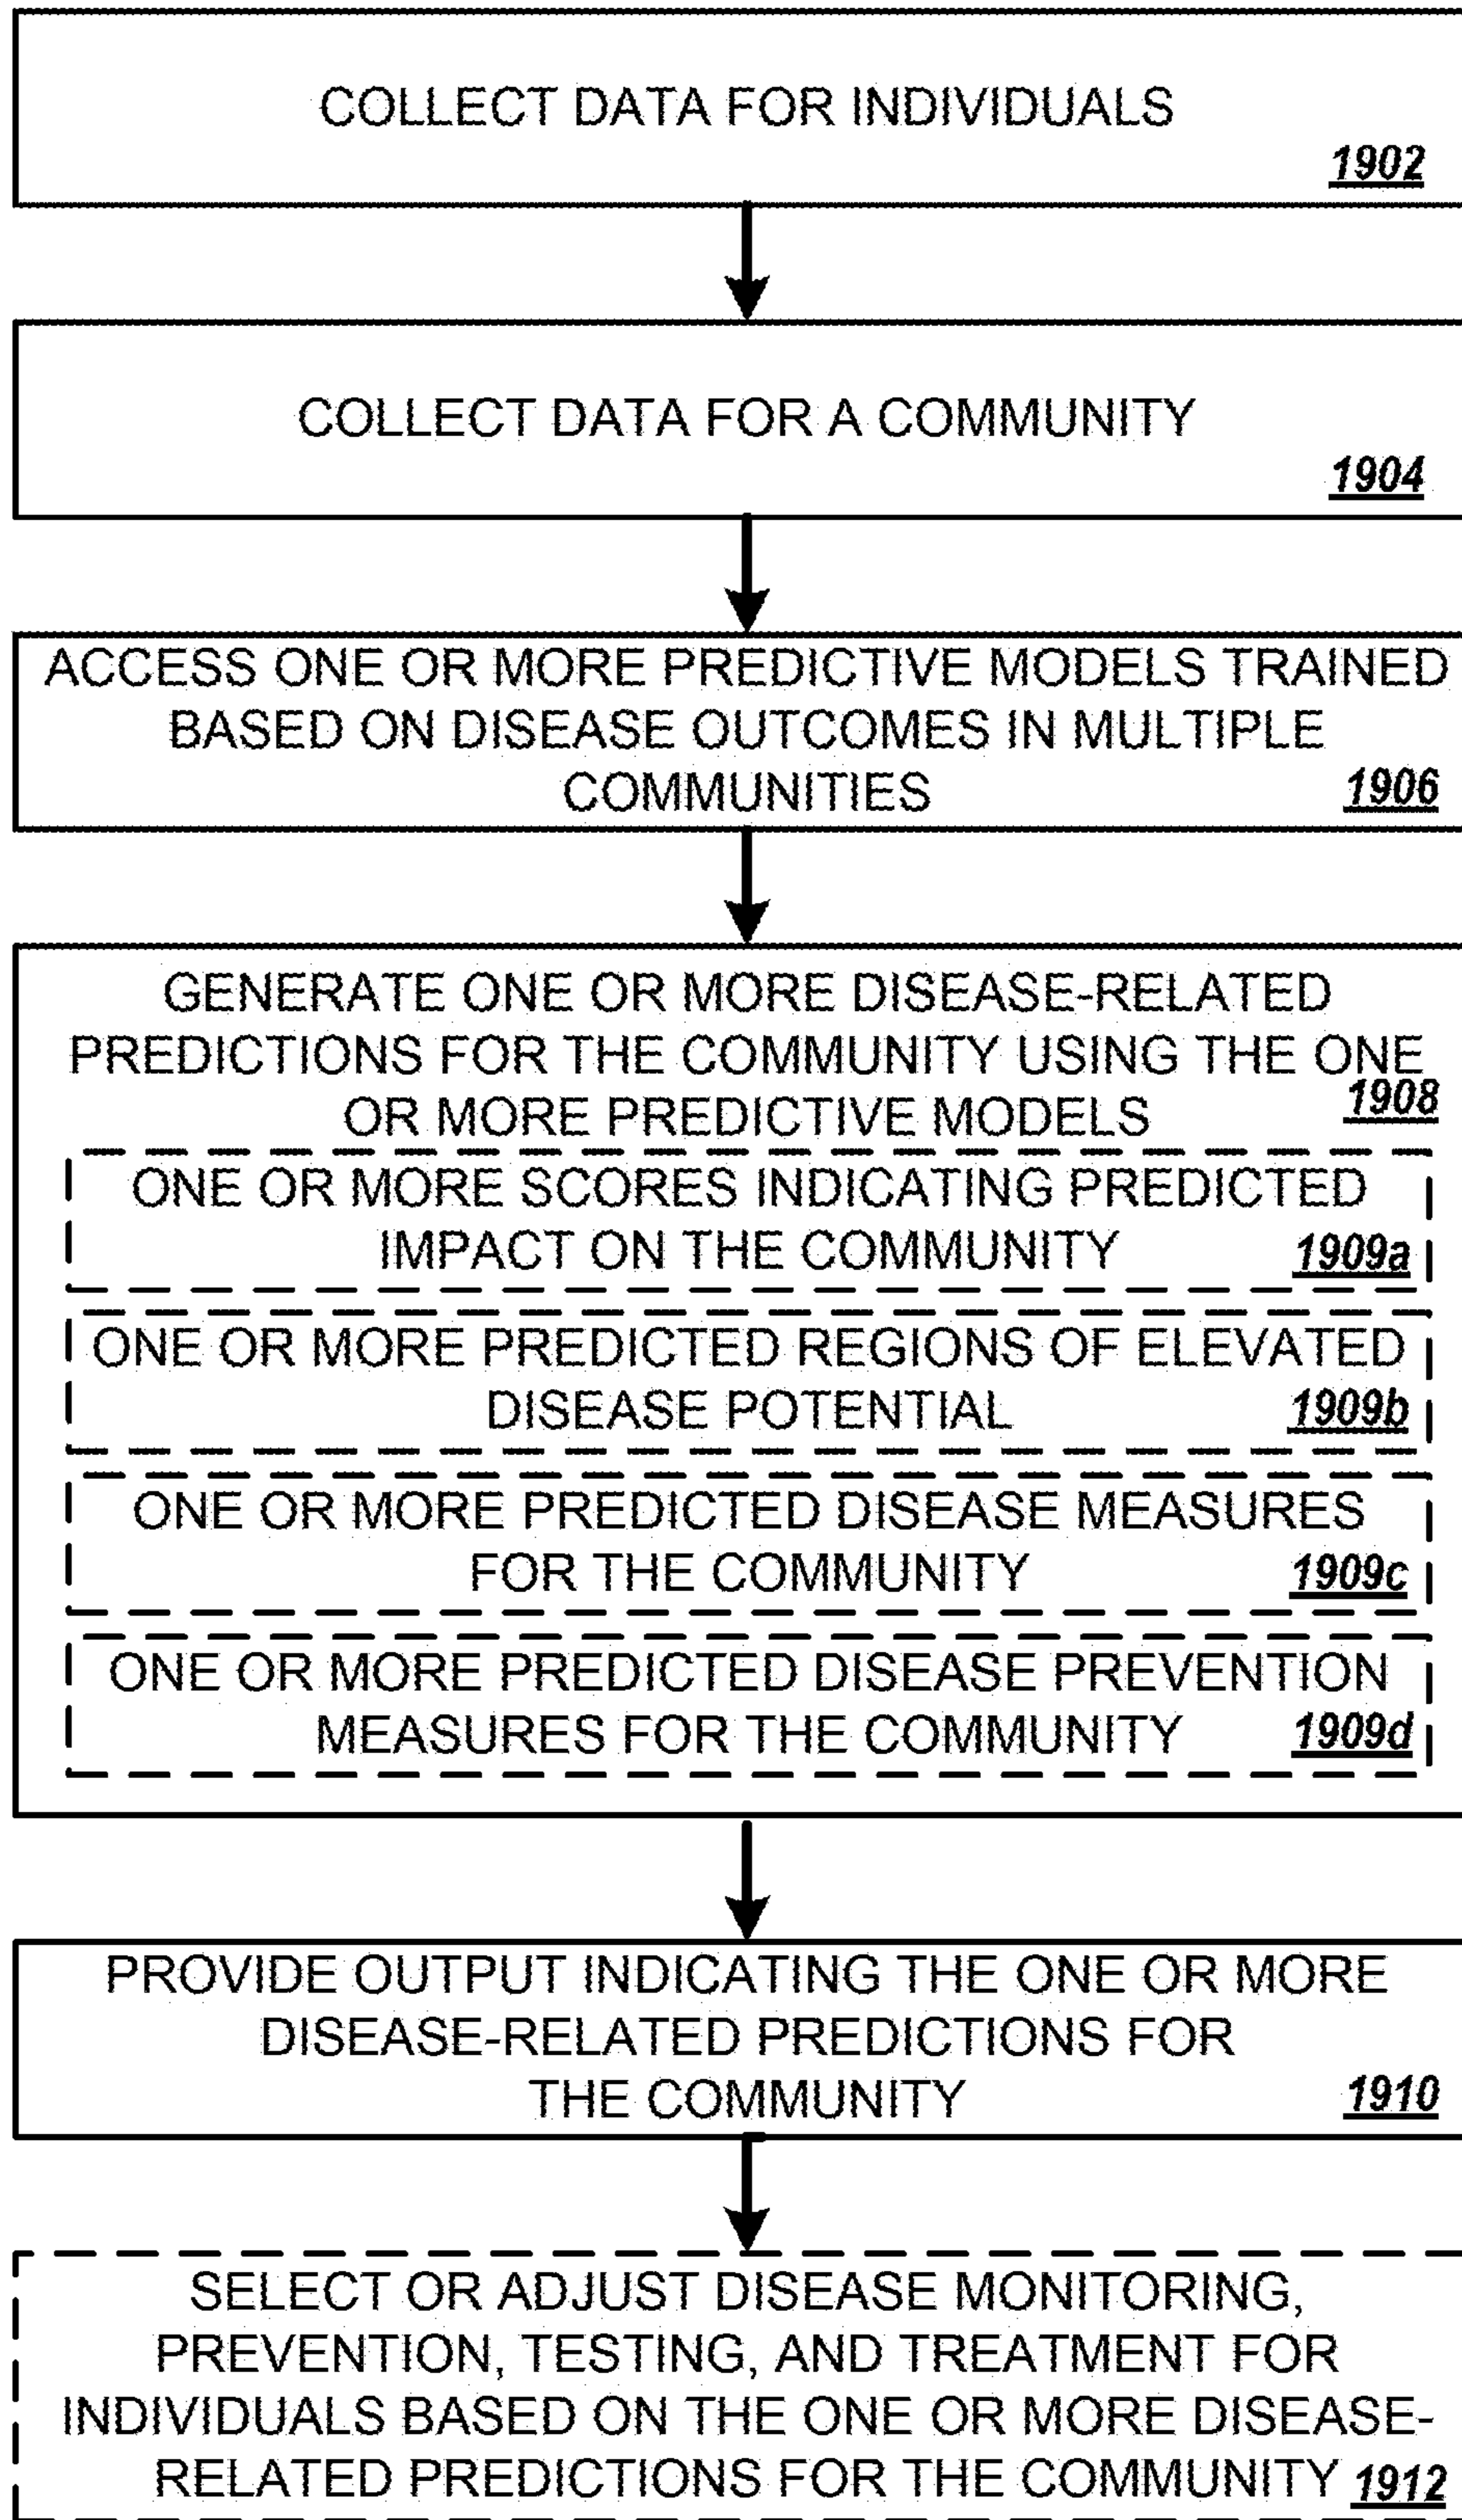 COLLECT DATA FOR INDIVIDUALS
1902
COLLECT DATA FOR A COMMUNITY
1904
ACCESS ONE OR MORE PREDICTIVE MODELS TRAINED
BASED ON DISEASE OUTCOMES IN MULTIPLE
COMMUNITIES
1906
GENERATE ONE OR MORE DISEASE-RELATED
PREDICTIONS FOR THE COMMUNITY USING THE ONE
OR MORE PREDICTIVE MODELS
1908
ONE OR MORE SCORES INDICATING PREDICTED
IMPACT ON THE COMMUNITY
1909a
ONE OR MORE PREDICTED REGIONS OF ELEVATED
DISEASE POTENTIAL
1909b
ONE OR MORE PREDICTED DISEASE MEASURES
FOR THE COMMUNITY
1909c
ONE OR MORE PREDICTED DISEASE PREVENTION
MEASURES FOR THE COMMUNITY
1909d
PROVIDE OUTPUT INDICATING THE ONE OR MORE
DISEASE-RELATED PREDICTIONS FOR
THE COMMUNITY
1910
SELECT OR ADJUST DISEASE MONITORING,
PREVENTION, TESTING, AND TREATMENT FOR
INDIVIDUALS BASED ON THE ONE OR MORE DISEASE-
RELATED PREDICTIONS FOR THE COMMUNITY 1912